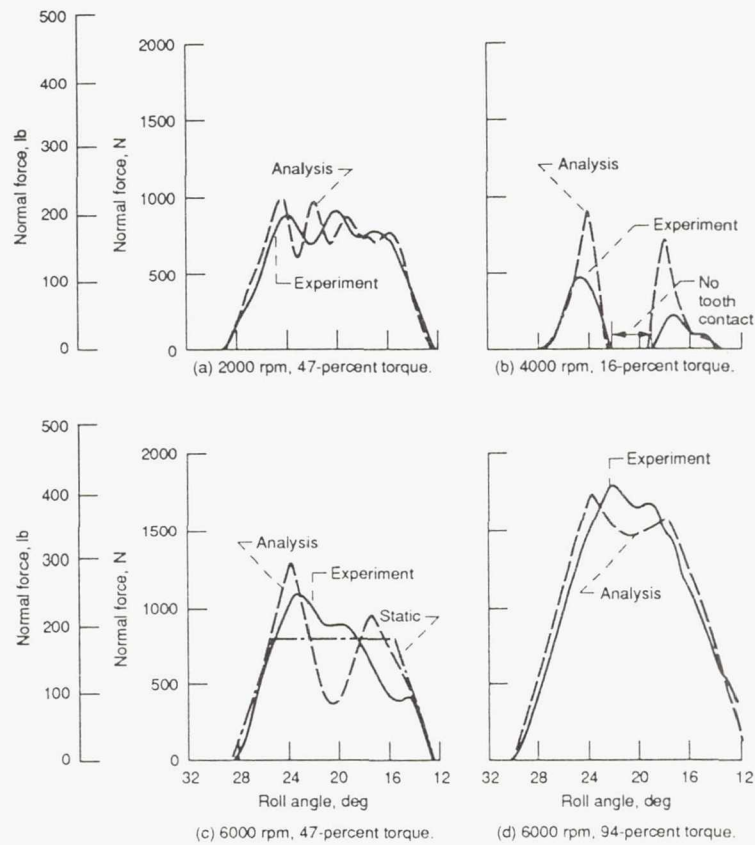 500
400
300
200
100
0
Normal force, lb
2000
1500
1000
500
0
Normal force, N
Analysis
Experiment
28
24
20
16
(a) 2000 rpm, 47-percent torque.
Analysis
Experiment
No
tooth
contact
(b) 4000 rpm, 16-percent torque.
500
400
300
200
100
0
Normal force, lb
2000
1500
1000
500
0
Normal force, N
Analysis
Experiment
Static
32
28
24
20
16
12
Roll angle, deg
(c) 6000 rpm, 47-percent torque.
Experiment
Analysis
32
28
24
20
16
12
Roll angle, deg
(d) 6000 rpm, 94-percent torque.